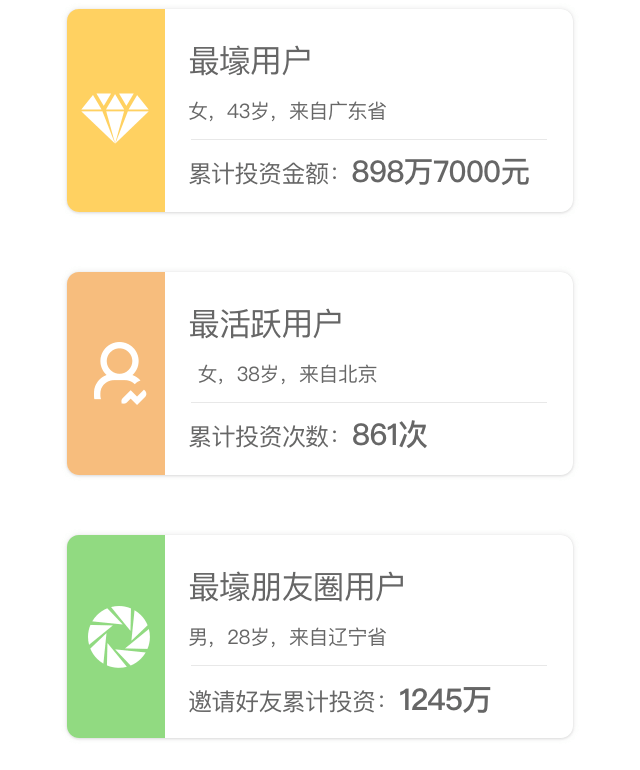 最壕用户
女，43岁，来自广东省
累计投资金额：898万7000元
最活跃用户
女，38岁，来自北京
累计投资次数：861次
最壕朋友圈用户
男，28岁，来自辽宁省
邀请好友累计投资：1245万